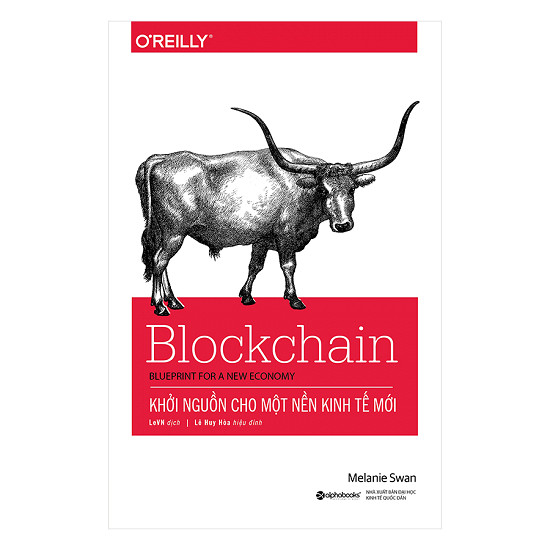 O'REILLY®
Blockchain
BLUEPRINT FOR A NEW ECONOMY
KHỞI NGUỒN CHO MỘT NỀN KINH TẾ MỚI
LeVN dịch | Lê Huy Hòa hiệu đính
Melanie Swan
alphabooks®
NHÀ XUẤT BẢN ĐẠI HỌC
KINH TẾ QUỐC DÂN